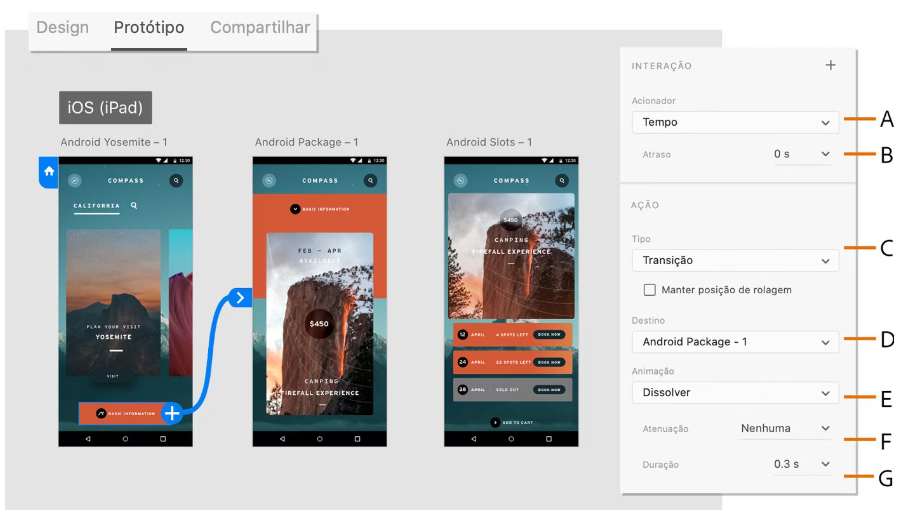 Design Protótipo Compartilhar
iOS (iPad)
Android Yosemite – 1
12:30
COMPASS
CALIFORNIA
PLAN YOUR VISIT
YOSEMITE
VISIT
BASIC INFORMATION
Android Package – 1
12:30
COMPASS
BASIC INFORMATION
FEB – APR
AVAILABLE
$450
CAMPING
FIREFALL EXPERIENCE
Android Slots – 1
12:30
COMPASS
$450
CAMPING
FIREFALL EXPERIENCE
12 APRIL 4 SPOTS LEFT BOOK NOW
24 APRIL 22 SPOTS LEFT BOOK NOW
28 APRIL SOLD OUT BOOK NOW
ADD TO CART
INTERAÇÃO +
Acionador
Tempo A
Atraso 0 s B
AÇÃO
Tipo C
Transição
Manter posição de rolagem
Destino
Android Package - 1 D
Animação
Dissolver E
Atenuação Nenhuma F
Duração 0.3 s G